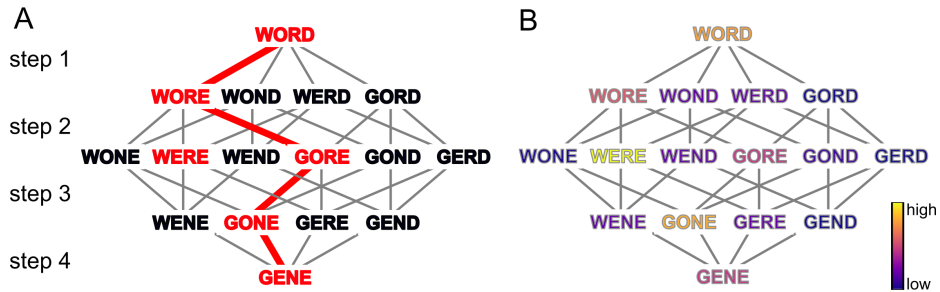 A
WORD
step 1
WORE WOND WERD GORD
step 2
WONE WERE WEND GORE GOND GERD
step 3
WENE GONE GERE GEND
step 4
GENE
B
WORD
WORE WOND WERD GORD
WONE WERE WEND GORE GOND GERD
WENE GONE GERE GEND
GENE
high
low